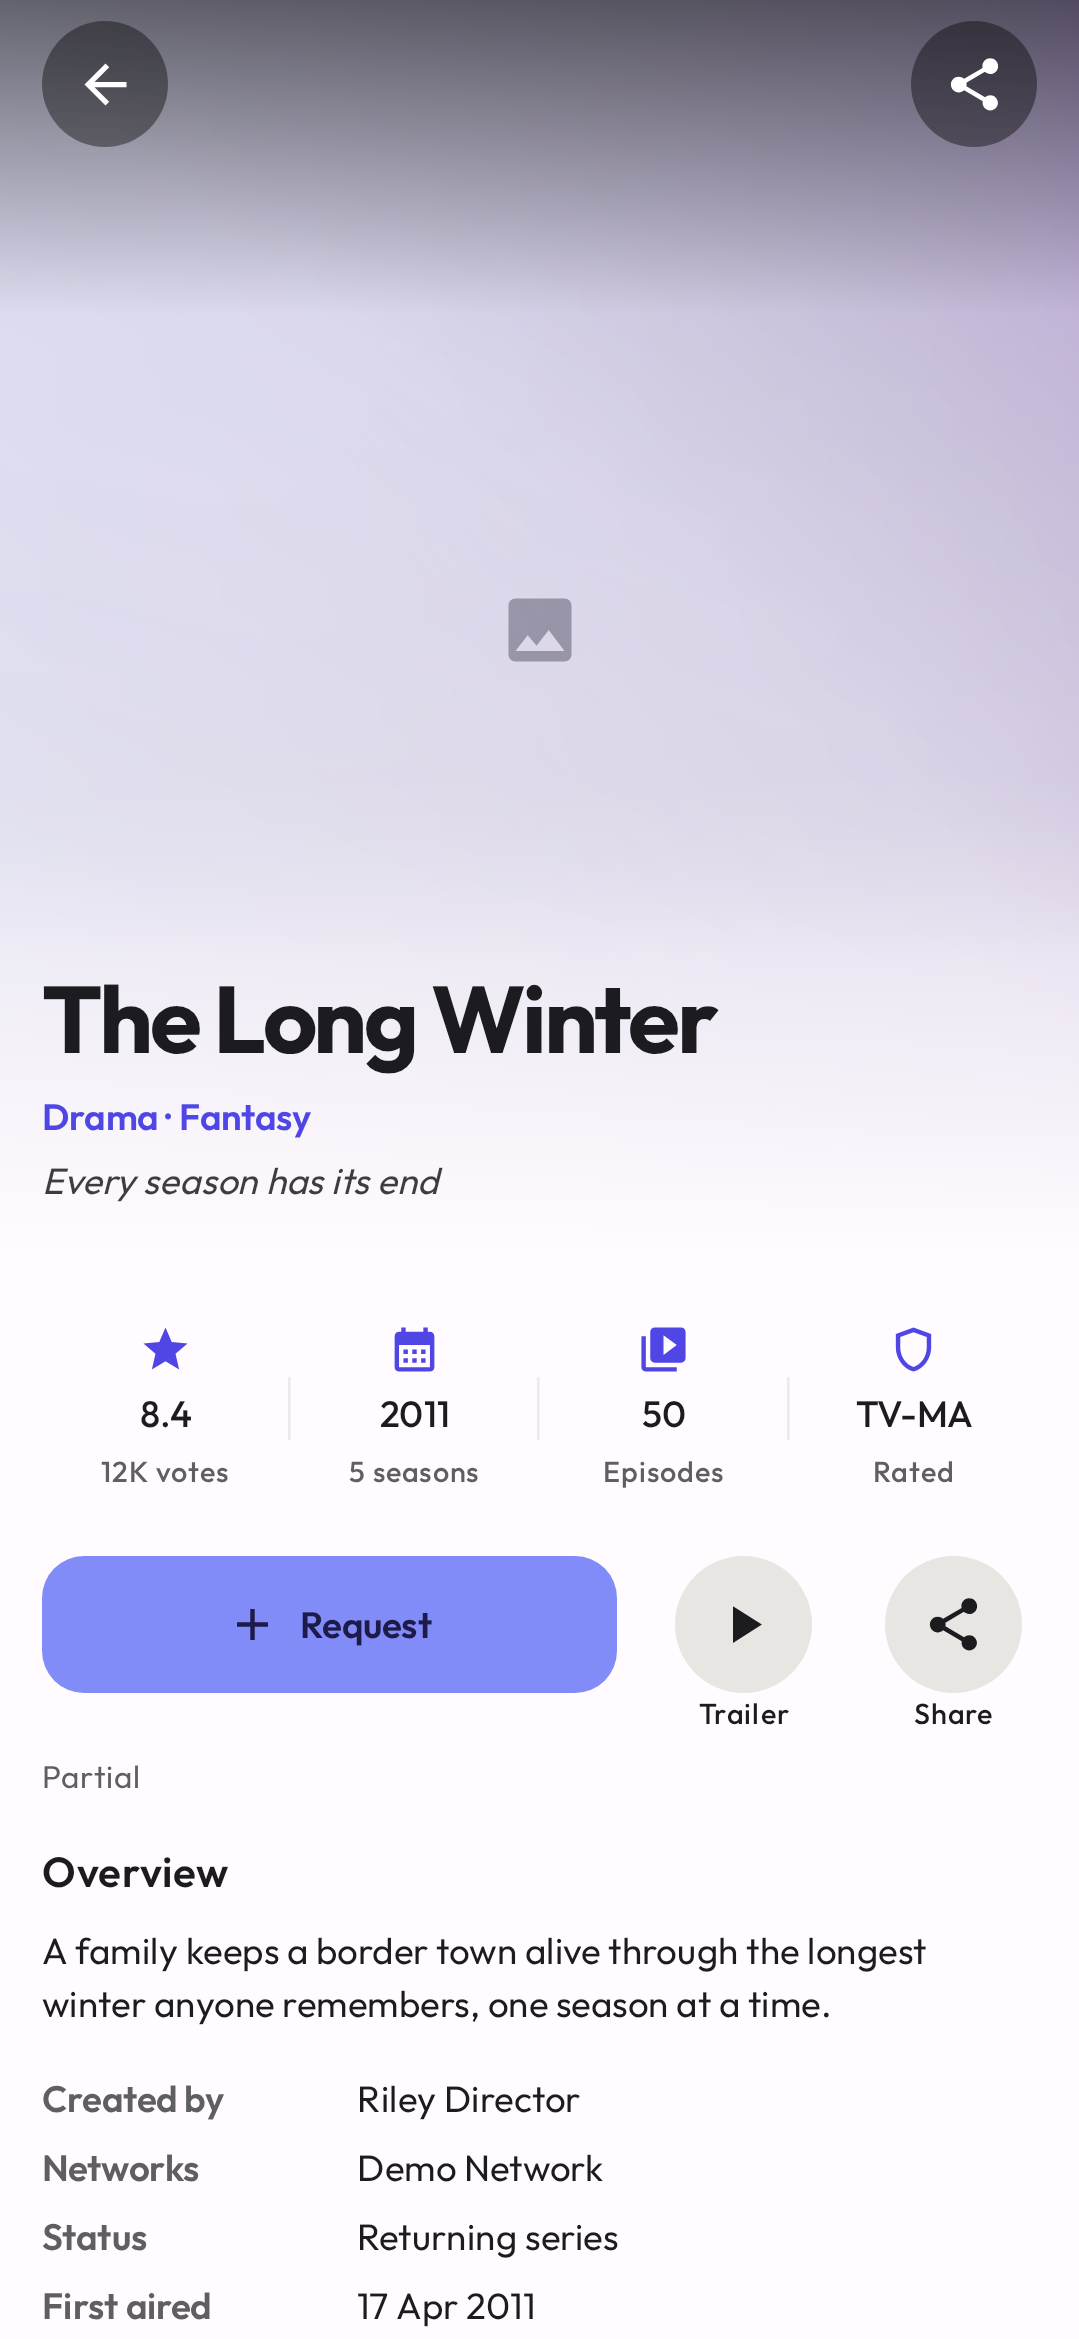 The Long Winter
Drama · Fantasy
Every season has its end
8.4
2011
50
TV-MA
12K votes
5 seasons
Episodes
Rated
Request
Trailer
Share
Partial
Overview
A family keeps a border town alive through the longest
winter anyone remembers, one season at a time.
Created by Riley Director
Networks Demo Network
Status Returning series
First aired 17 Apr 2011